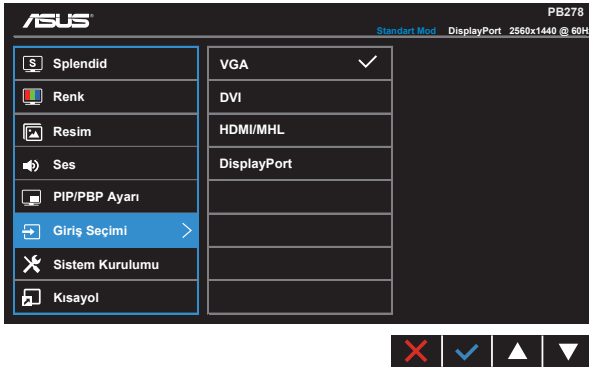 ASUS
PB278
Standart Mod DisplayPort 2560x1440 @ 60H
S Splendid
Renk
Resim
Ses
PIP/PBP Ayarı
Giriş Seçimi
Sistem Kurulumu
Kısayol
VGA
DVI
HDMI/MHL
DisplayPort